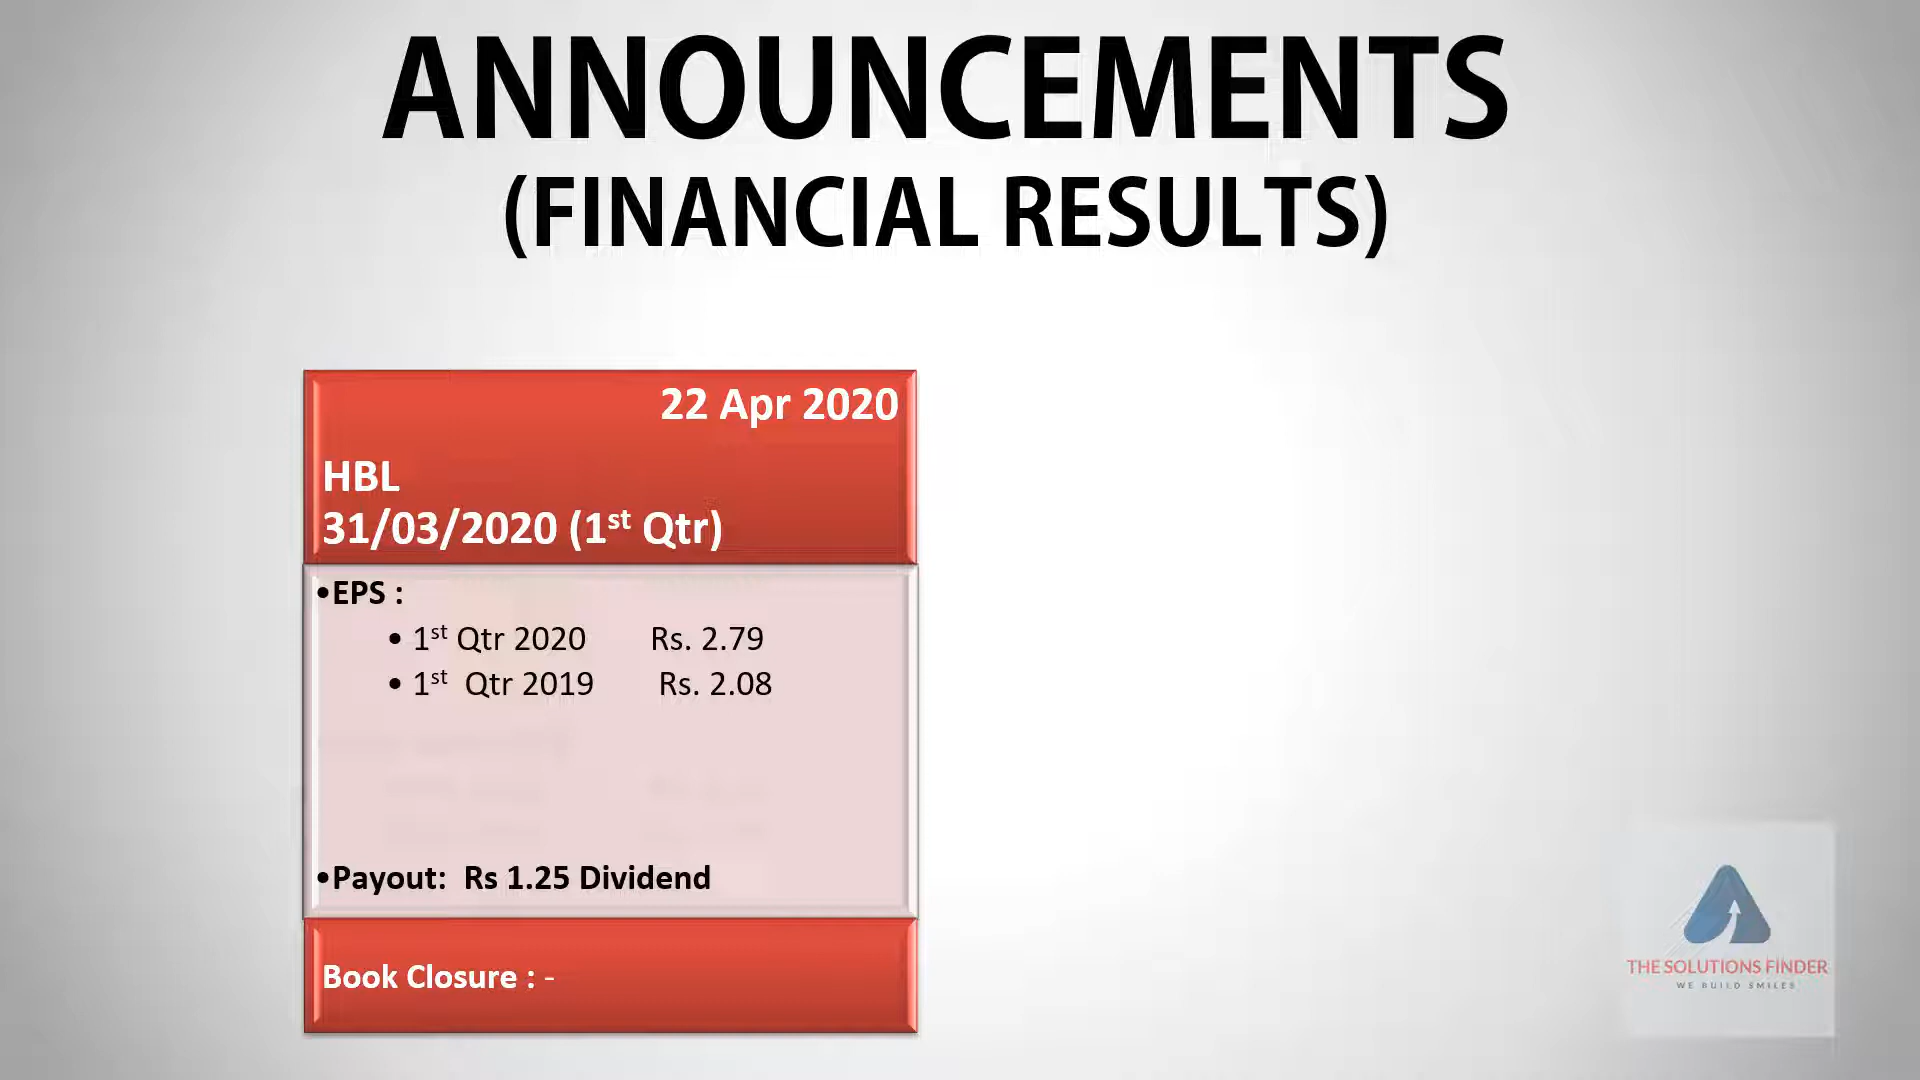 ANNOUNCEMENTS
(FINANCIAL RESULTS)
22 Apr 2020
HBL
31/03/2020 (1st Qtr)
•EPS :
• 1st Qtr 2020 Rs. 2.79
• 1st Qtr 2019 Rs. 2.08
•Payout: Rs 1.25 Dividend
Book Closure : -
THE SOLUTIONS FINDER
WE BUILD SMILES